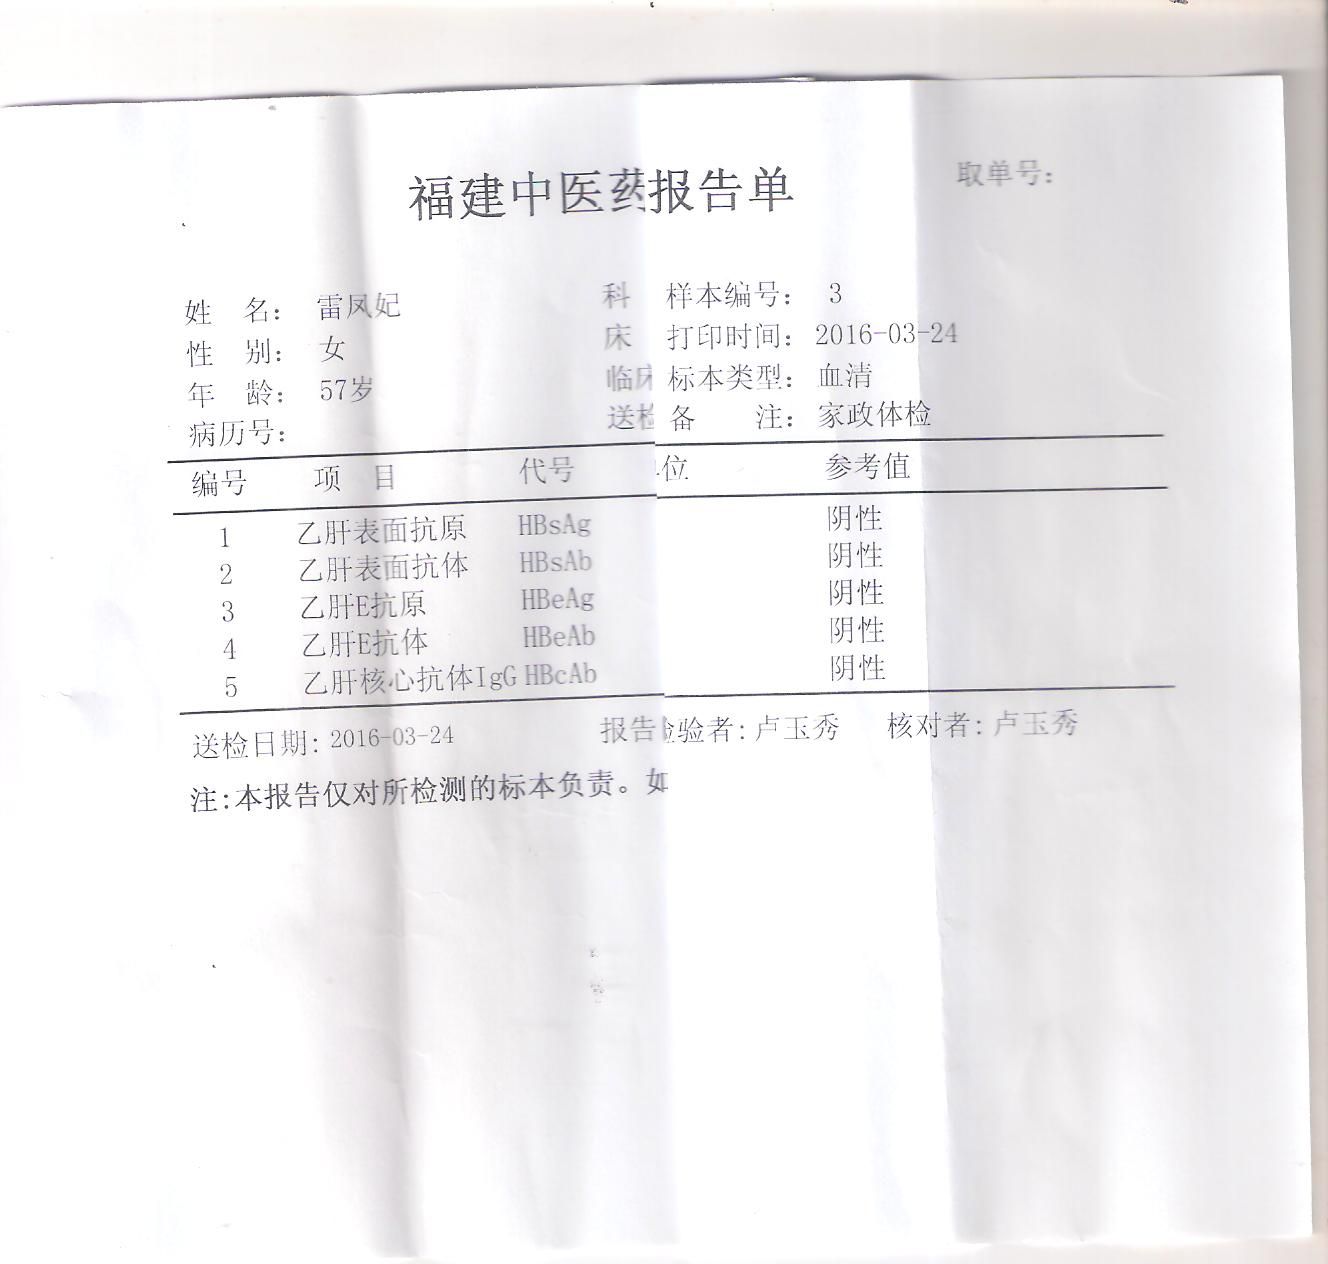 福建中医药报告单
取单号:
姓 名: 雷凤妃 科 样本编号: 3
性 别: 女 床 打印时间: 2016-03-24
年 龄: 57岁 临床 标本类型: 血清
病历号: 送检 备 注: 家政体检
编号 项 目 代号 位 参考值
1 乙肝表面抗原 HBsAg 阴性
2 乙肝表面抗体 HBsAb 阴性
3 乙肝E抗原 HBeAg 阴性
4 乙肝E抗体 HBeAb 阴性
5 乙肝核心抗体IgG HBcAb 阴性
送检日期: 2016-03-24 报告检验者: 卢玉秀 核对者: 卢玉秀
注:本报告仅对所检测的标本负责。如